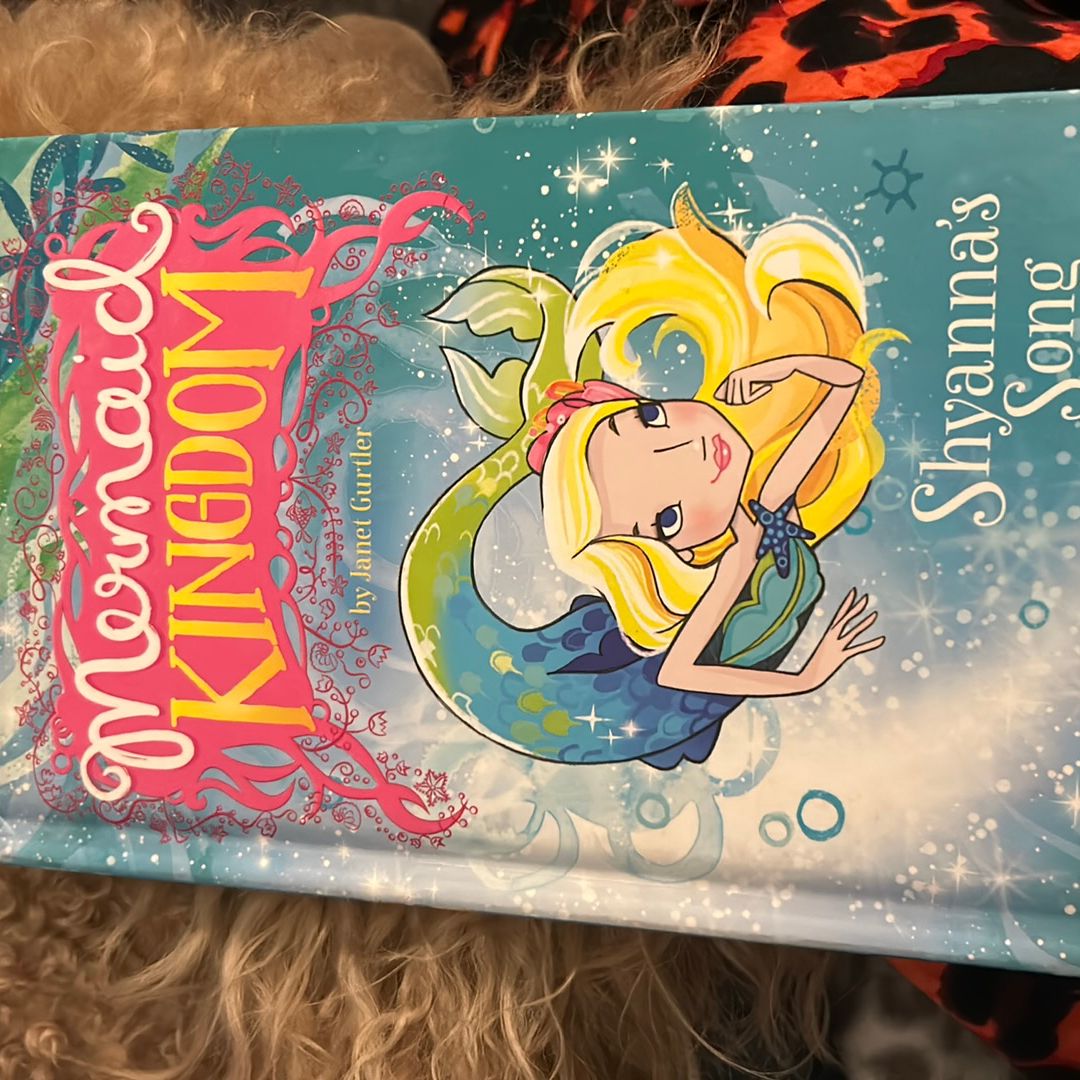 Mermaid
KINGDOM
by Janet Gurtler
Shyanna's
Song